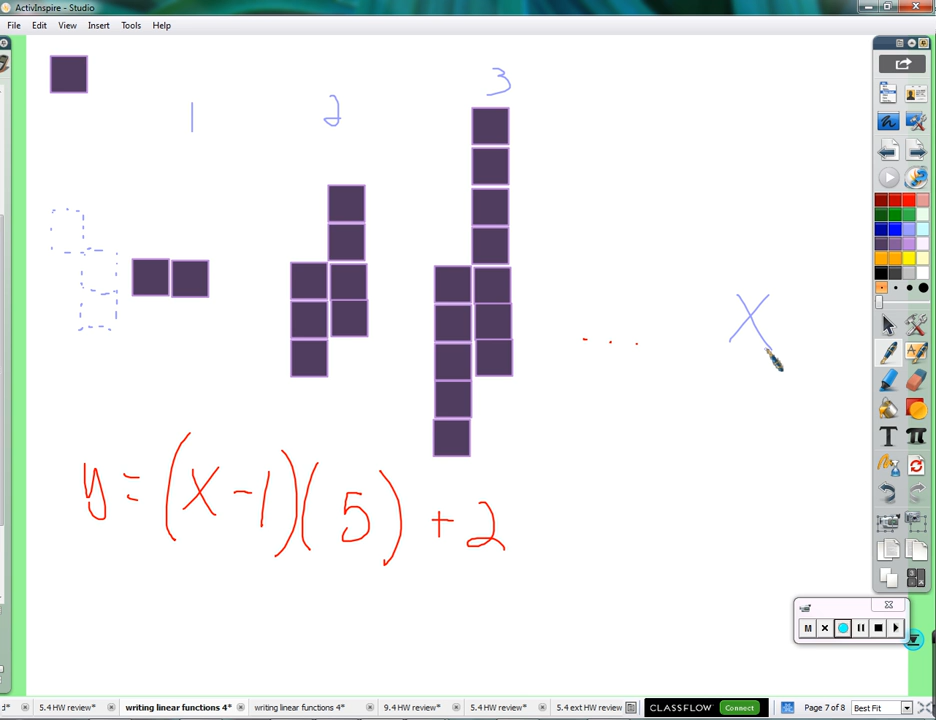 ActivInspire - Studio
File Edit View Insert Tools Help
1 2 3
. . . X
y = (x - 1)(5) + 2
M
5.4 HW review* writing linear functions 4* writing linear functions 4* 9.4 HW review* 5.4 HW review* 5.4 ext HW review CLASSFLOW Connect Page 7 of 8 Best Fit